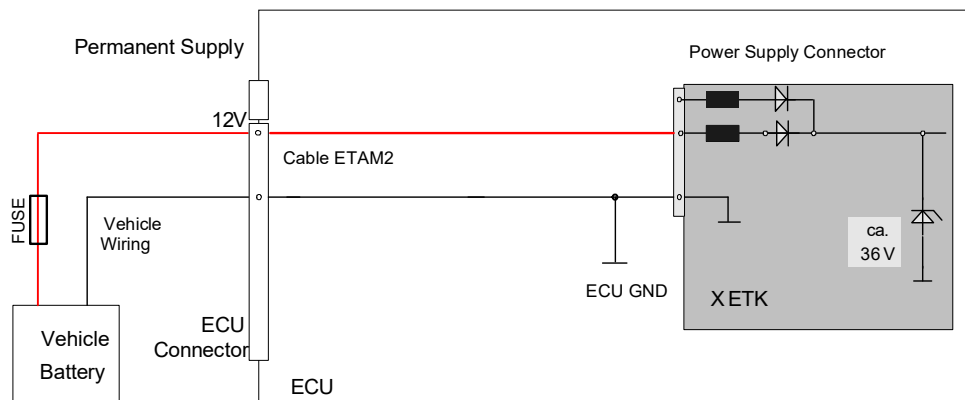 Permanent Supply
Power Supply Connector
12V
Cable ETAM2
FUSE
Vehicle
Wiring
ca.
36 V
ECU GND
XETK
ECU
Connector
Vehicle
Battery
ECU